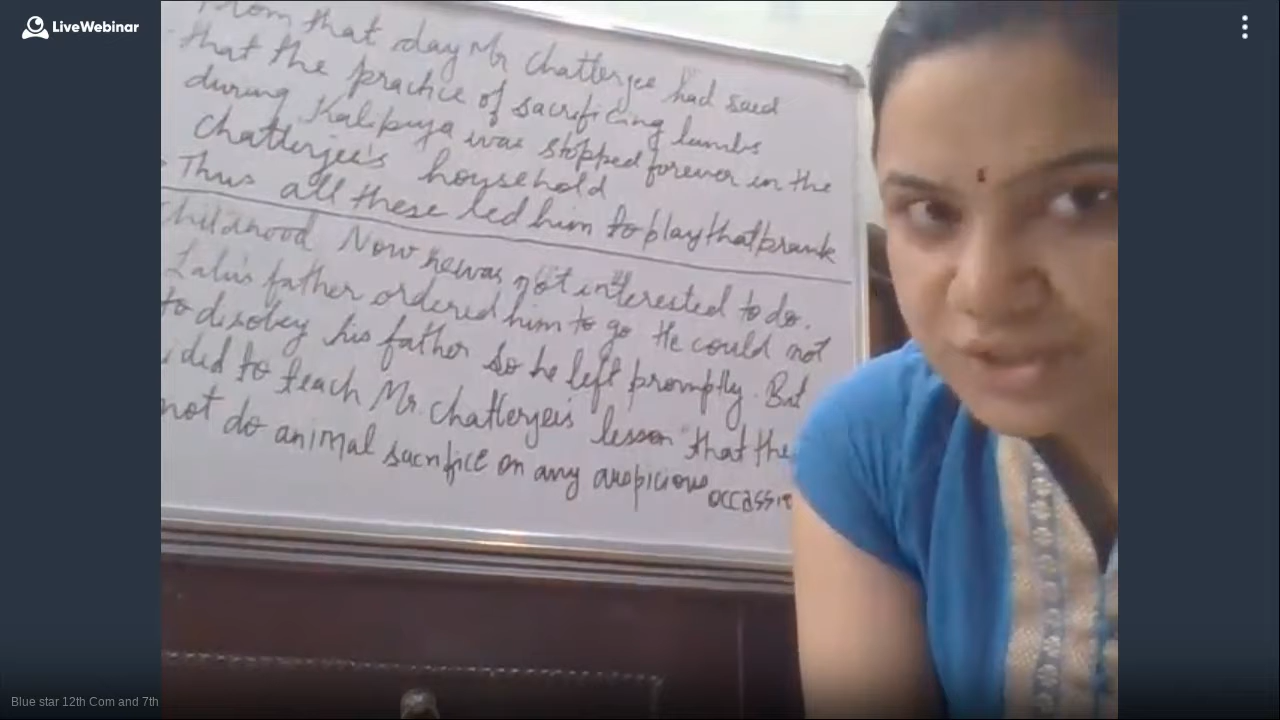 LiveWebinar
From that day Mr Chatterjee had said
that the practice of sacrificing lambs
during Kalipuja was stopped forever in the
Chatterjee's household
Thus all these led him to play that prank
Childhood Now he was not interested to do.
Lalu's father ordered him to go He could not
to disobey his father so he left promptly. But
ided to teach Mr. Chatterjee's lesson that the
not do animal sacrifice on any auspicious occassio
Blue star 12th Com and 7th